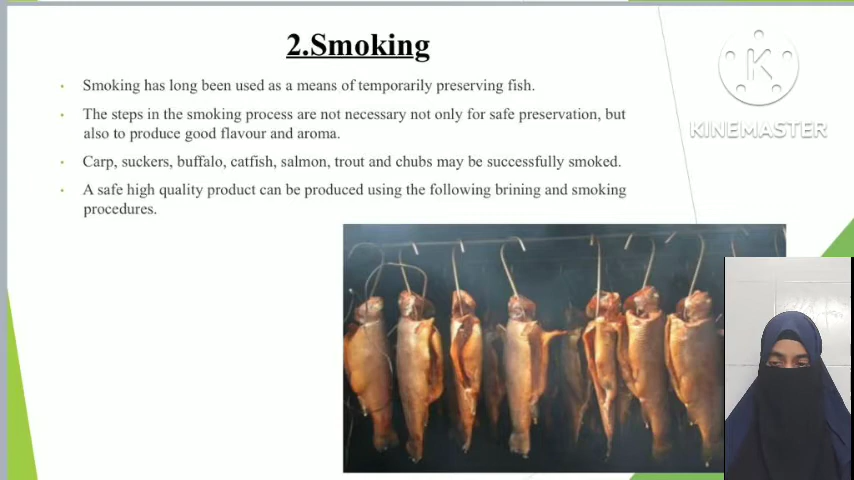 2.Smoking
Smoking has long been used as a means of temporarily preserving fish.
The steps in the smoking process are not necessary not only for safe preservation, but
also to produce good flavour and aroma.
Carp, suckers, buffalo, catfish, salmon, trout and chubs may be successfully smoked.
A safe high quality product can be produced using the following brining and smoking
procedures.
K
KINEMASTER